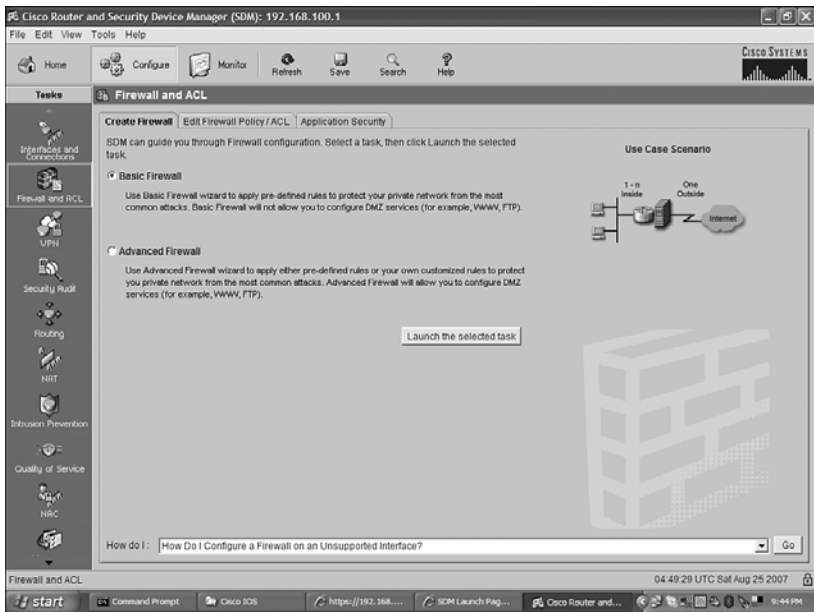 Cisco Router and Security Device Manager (SDM): 192.168.100.1
File Edit View Tools Help
Home
Configure
Monitor
Refresh
Save
Search
Help
CISCO SYSTEMS
Tasks
Firewall and ACL
Create Firewall
Edit Firewall Policy / ACL
Application Security
SDM can guide you through Firewall configuration. Select a task, then click Launch the selected
task.
Use Case Scenario
Basic Firewall
Use Basic Firewall wizard to apply pre-defined rules to protect your private network from the most
common attacks. Basic Firewall will not allow you to configure DMZ services (for example, WWW, FTP).
1 - n
Inside
One
Outside
Internet
Advanced Firewall
Use Advanced Firewall wizard to apply either pre-defined rules or your own customized rules to protect
you private network from the most common attacks. Advanced Firewall will allow you to configure DMZ
services (for example, WWW, FTP).
Launch the selected task
Interfaces and
Connections
Firewall and ACL
VPN
Security Audit
Routing
NAT
Intrusion Prevention
Quality of Service
NAC
How do I:
How Do I Configure a Firewall on an Unsupported Interface?
Go
Firewall and ACL
04:49:29 UTC Sat Aug 25 2007
start
Command Prompt
Cisco IOS
https://192.168....
SDM Launch Pag...
Cisco Router and...
9:44 PM